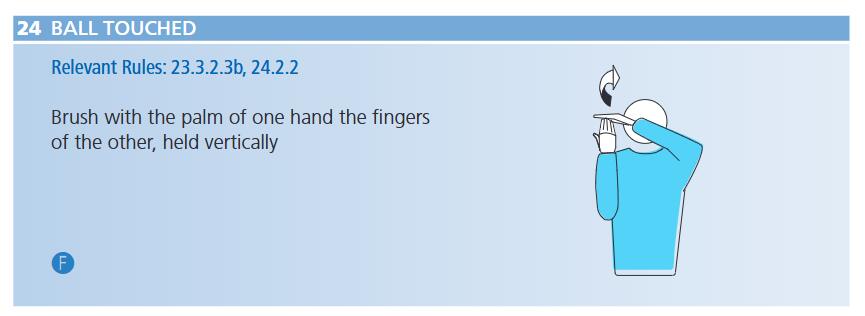 24 BALL TOUCHED
Relevant Rules: 23.3.2.3b, 24.2.2
Brush with the palm of one hand the fingers
of the other, held vertically
F